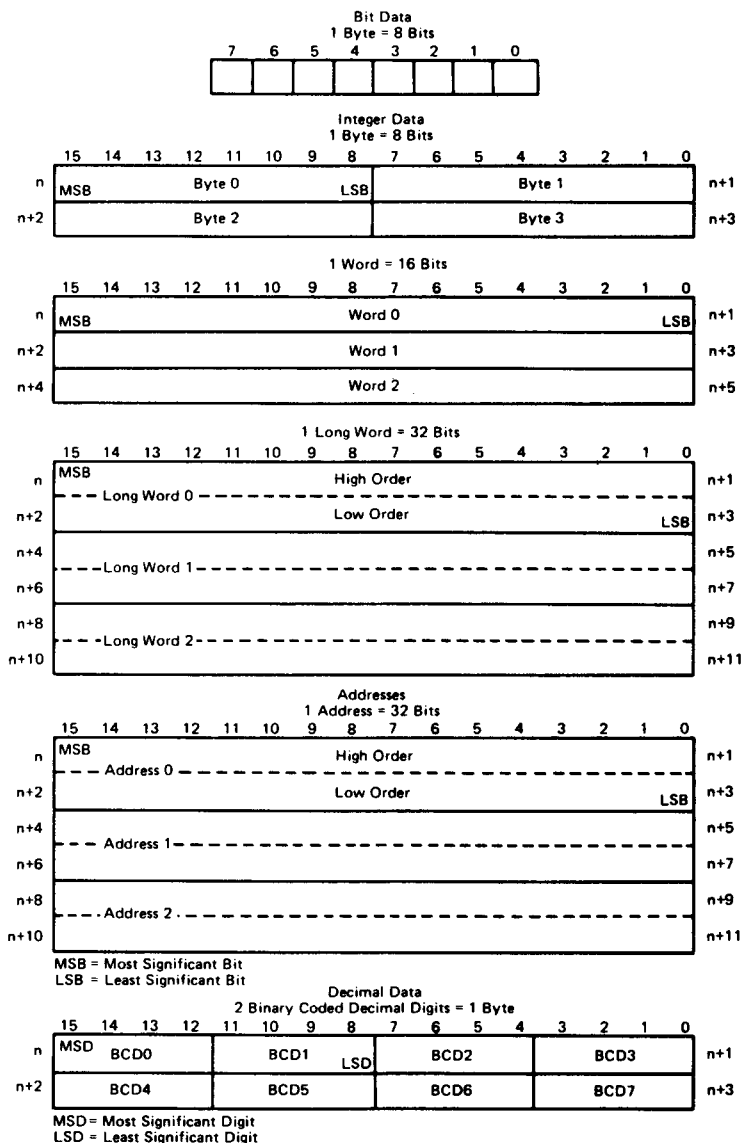 Bit Data
1 Byte = 8 Bits
7 6 5 4 3 2 1 0
Integer Data
1 Byte = 8 Bits
15 14 13 12 11 10 9 8 7 6 5 4 3 2 1 0
n MSB Byte 0 LSB Byte 1 n+1
n+2 Byte 2 Byte 3 n+3
1 Word = 16 Bits
15 14 13 12 11 10 9 8 7 6 5 4 3 2 1 0
n MSB Word 0 LSB n+1
n+2 Word 1 n+3
n+4 Word 2 n+5
1 Long Word = 32 Bits
15 14 13 12 11 10 9 8 7 6 5 4 3 2 1 0
n MSB High Order n+1
Long Word 0
n+2 Low Order LSB n+3
n+4 n+5
Long Word 1
n+6 n+7
n+8 n+9
Long Word 2
n+10 n+11
Addresses
1 Address = 32 Bits
15 14 13 12 11 10 9 8 7 6 5 4 3 2 1 0
n MSB High Order n+1
Address 0
n+2 Low Order LSB n+3
n+4 n+5
Address 1
n+6 n+7
n+8 n+9
Address 2
n+10 n+11
MSB = Most Significant Bit
LSB = Least Significant Bit
Decimal Data
2 Binary Coded Decimal Digits = 1 Byte
15 14 13 12 11 10 9 8 7 6 5 4 3 2 1 0
n MSD BCD0 BCD1 LSD BCD2 BCD3 n+1
n+2 BCD4 BCD5 BCD6 BCD7 n+3
MSD = Most Significant Digit
LSD = Least Significant Digit